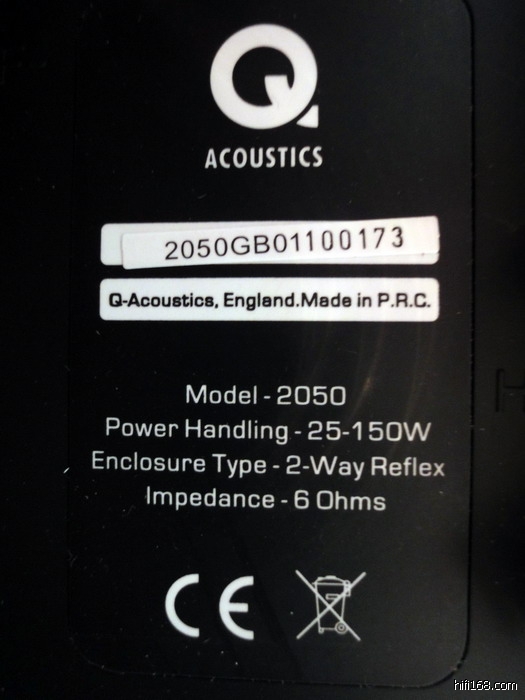 Q
ACOUSTICS
2050GB01100173
Q-Acoustics, England.Made in P.R.C.
Model - 2050
Power Handling - 25-150W
Enclosure Type - 2-Way Reflex
Impedance - 6 Ohms
CE
hifi168.com